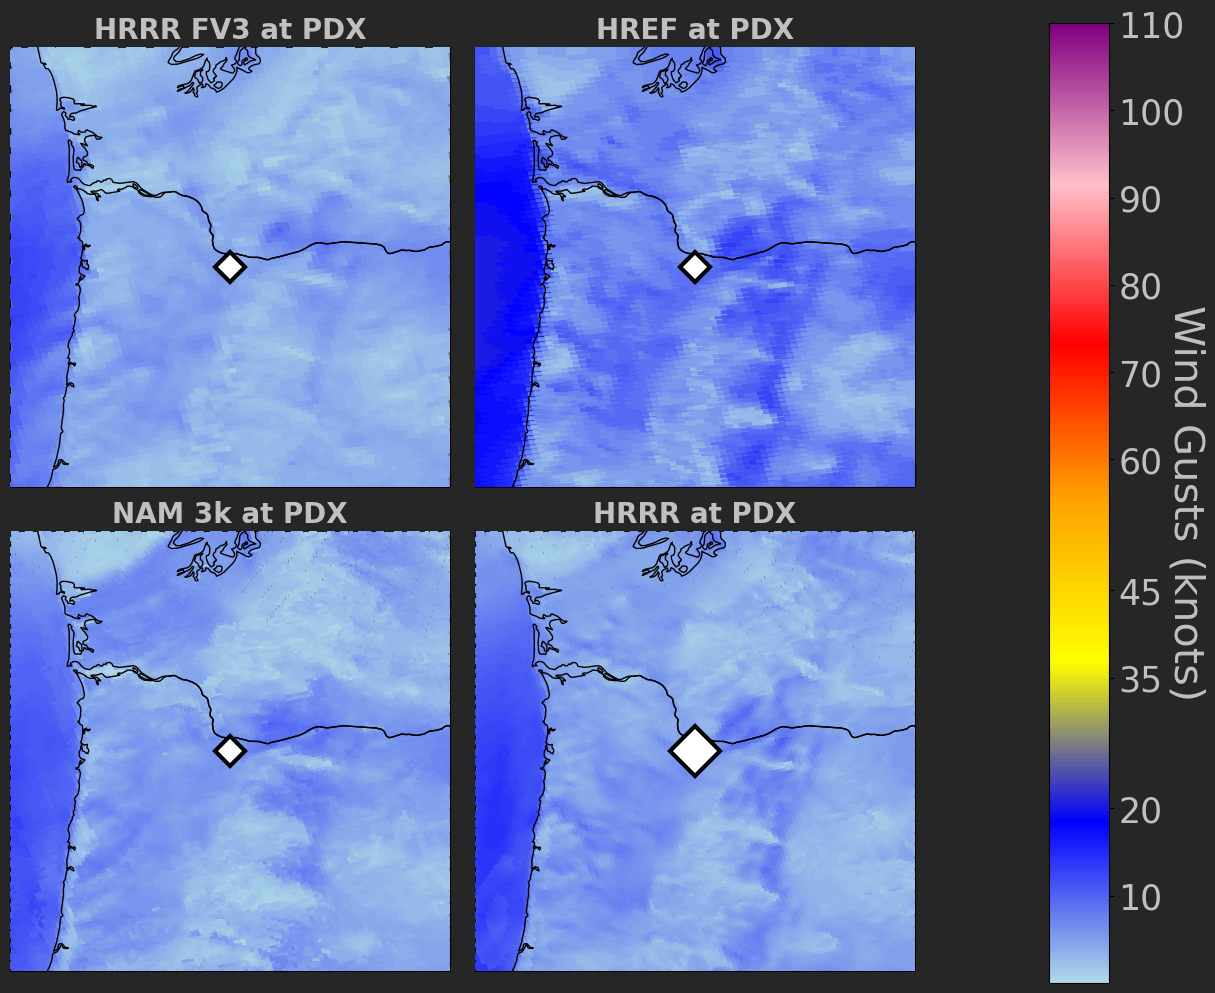 HRRR FV3 at PDX
HREF at PDX
NAM 3k at PDX
HRRR at PDX
110
100
90
80
70
60
45
35
20
10
Wind Gusts (knots)